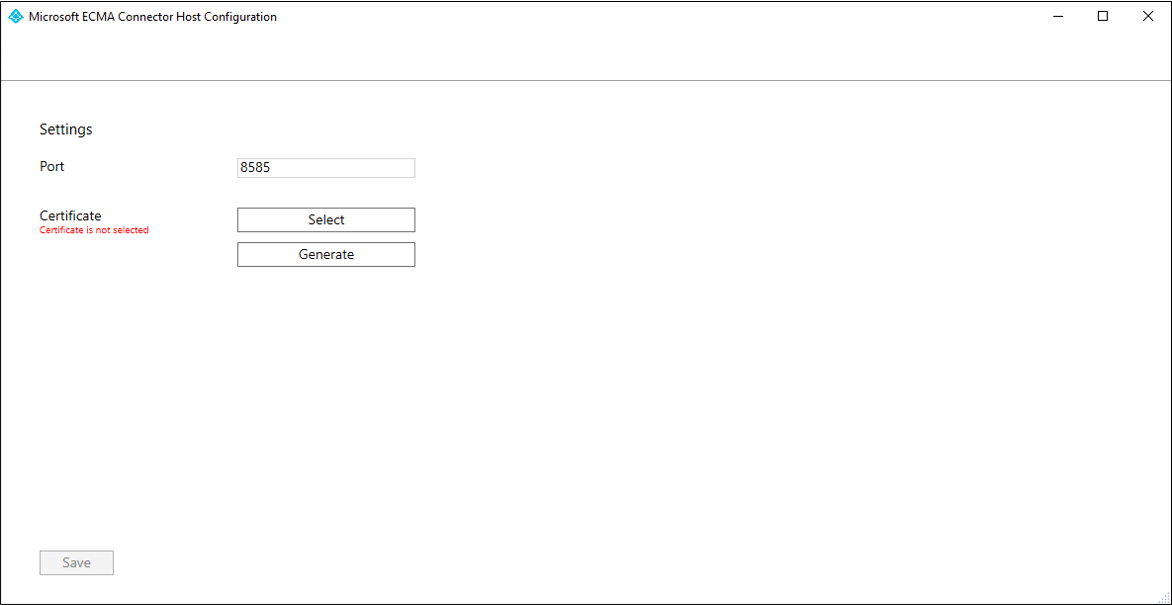 Microsoft ECMA Connector Host Configuration
Settings
Port
8585
Certificate
Certificate is not selected
Select
Generate
Save